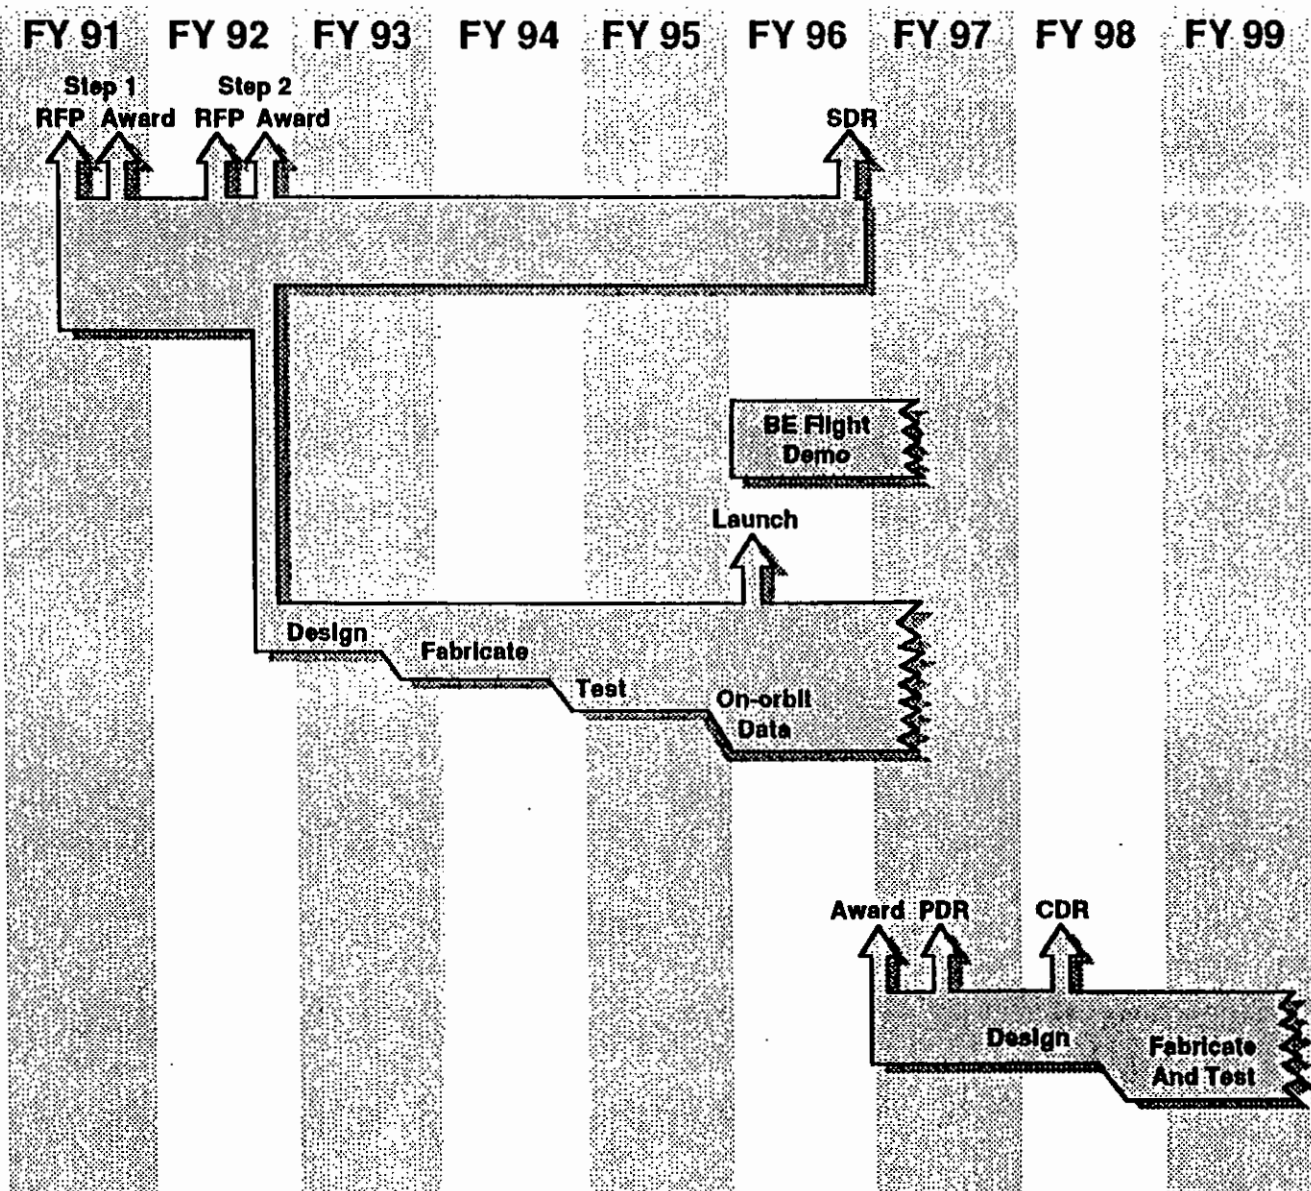 FY 91 FY 92 FY 93 FY 94 FY 95 FY 96 FY 97 FY 98 FY 99
Step 1 Step 2
RFP Award RFP Award SDR
BE Flight
Demo
Launch
Design
Fabricate
Test
On-orbit
Data
Award PDR CDR
Design
Fabricate
And Test